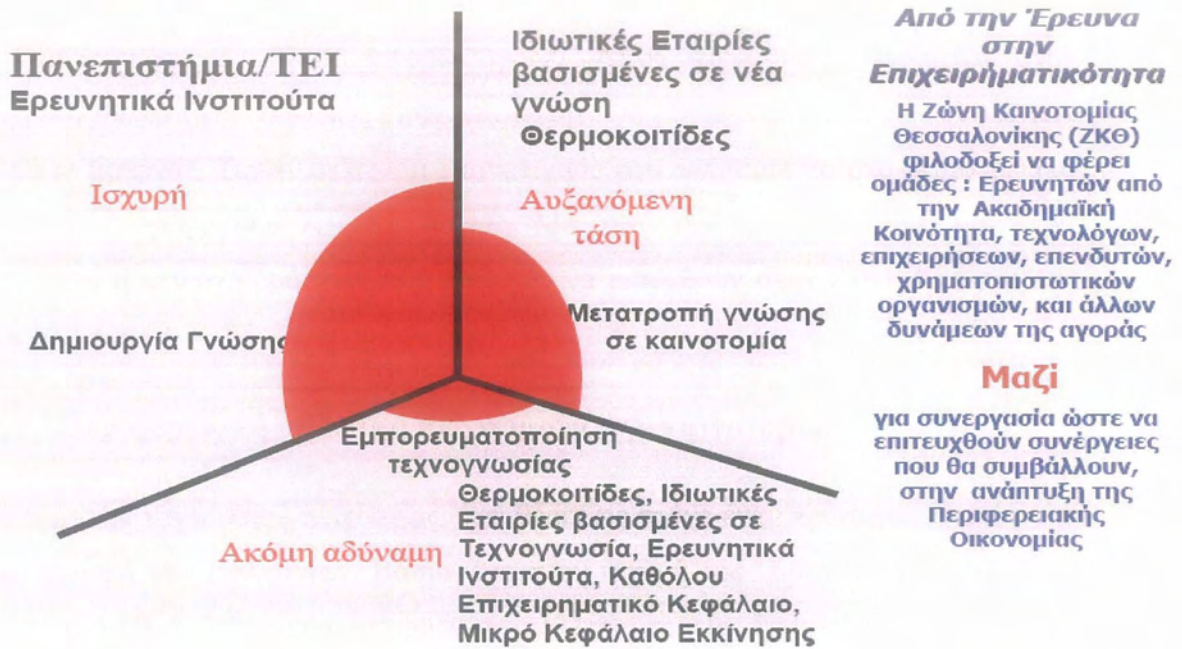 Πανεπιστήμια/ΤΕΙ
Ερευνητικά Ινστιτούτα
Ισχυρή
Δημιουργία Γνώσης
Ιδιωτικές Εταιρίες
βασισμένες σε νέα
γνώση
Θερμοκοιτίδες
Αυξανόμενη
τάση
Μετατροπή γνώσης
σε καινοτομία
Εμπορευματοποίηση
τεχνογνωσίας
Ακόμη αδύναμη
Θερμοκοιτίδες, Ιδιωτικές
Εταιρίες βασισμένες σε
Τεχνογνωσία, Ερευνητικά
Ινστιτούτα, Καθόλου
Επιχειρηματικό Κεφάλαιο,
Μικρό Κεφάλαιο Εκκίνησης
Από την Έρευνα
στην
Επιχειρηματικότητα
Η Ζώνη Καινοτομίας
Θεσσαλονίκης (ΖΚΘ)
φιλοδοξεί να φέρει
ομάδες : Ερευνητών από
την Ακαδημαϊκή
Κοινότητα, τεχνολόγων,
επιχειρήσεων, επενδυτών,
χρηματοπιστωτικών
οργανισμών, και άλλων
δυνάμεων της αγοράς
Μαζί
για συνεργασία ώστε να
επιτευχθούν συνέργειες
που θα συμβάλλουν,
στην ανάπτυξη της
Περιφερειακής
Οικονομίας